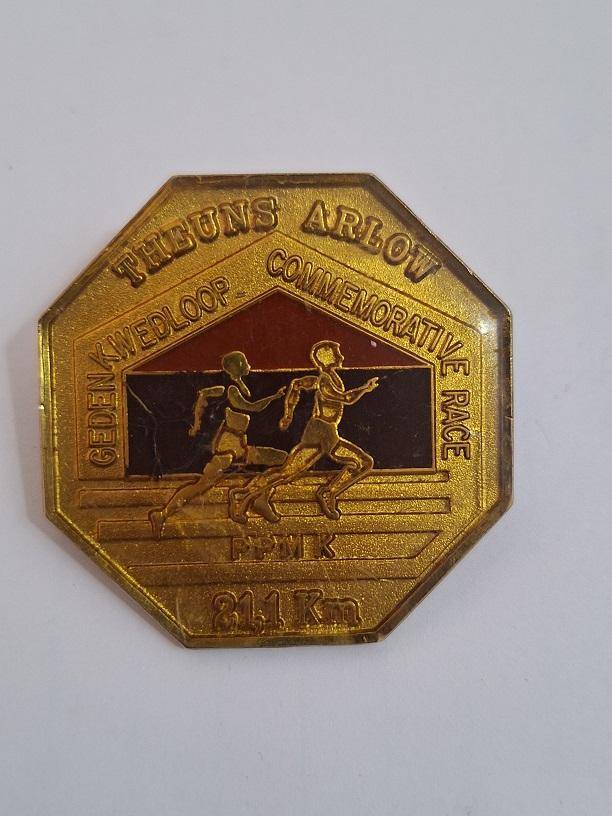 THEUNS ARLOW
GEDENKWEDLOOP - COMMEMORATIVE RACE
PPMK
21,1 Km